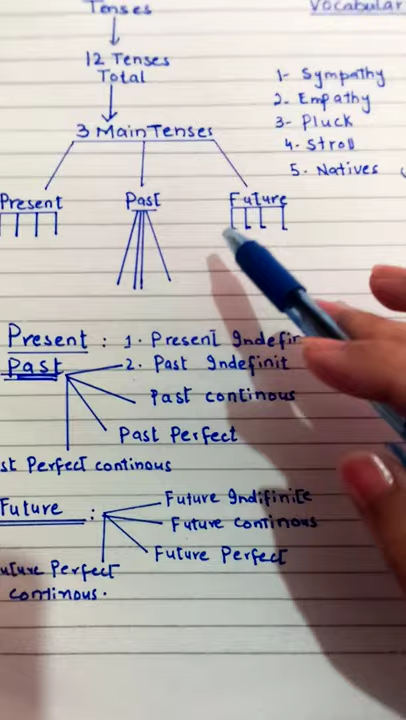 Tenses
12 Tenses
Total
3 Main Tenses
Present Past Future
Vocabular
1- Sympathy
2. Empathy
3- Pluck
4. Stroll
5. Natives
Present : 1. Present Indefin
Past 2. Past Indefinit
Past continous
Past Perfect
st Perfect continous
Future : Future Indifinite
Future continous
Future Perfect
uture Perfect
continous.